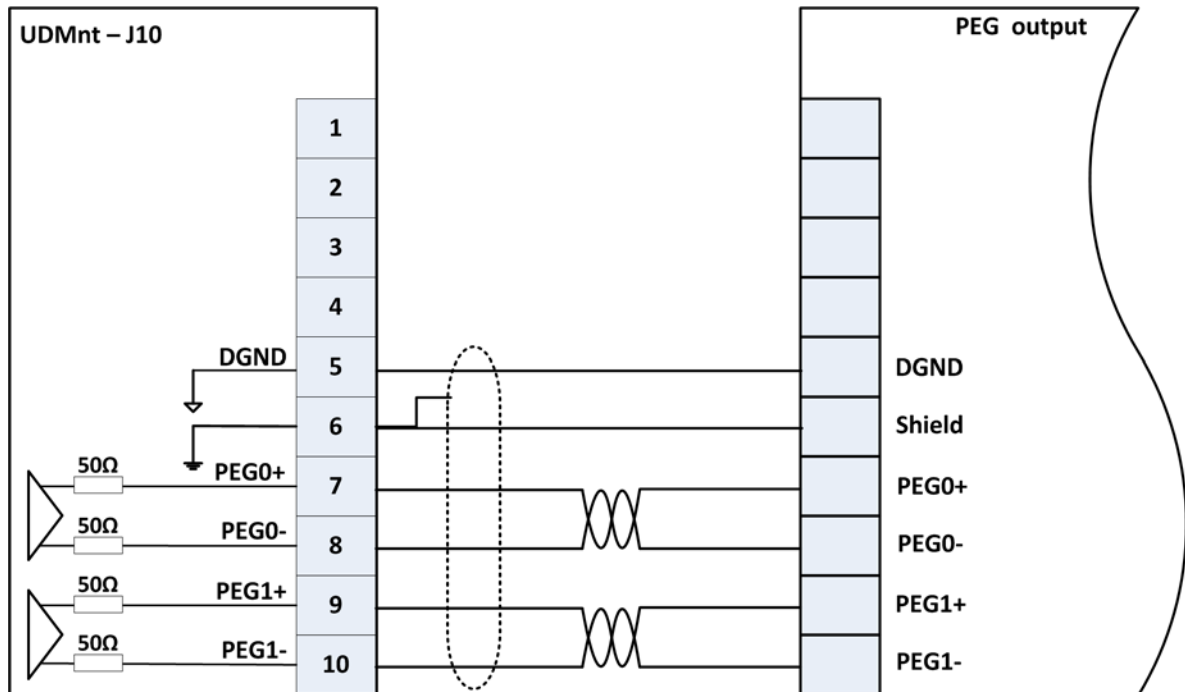 UDMnt – J10
PEG output
1
2
3
4
DGND
5
DGND
6
Shield
50Ω
PEG0+
7
PEG0+
50Ω
PEG0-
8
PEG0-
50Ω
PEG1+
9
PEG1+
50Ω
PEG1-
10
PEG1-